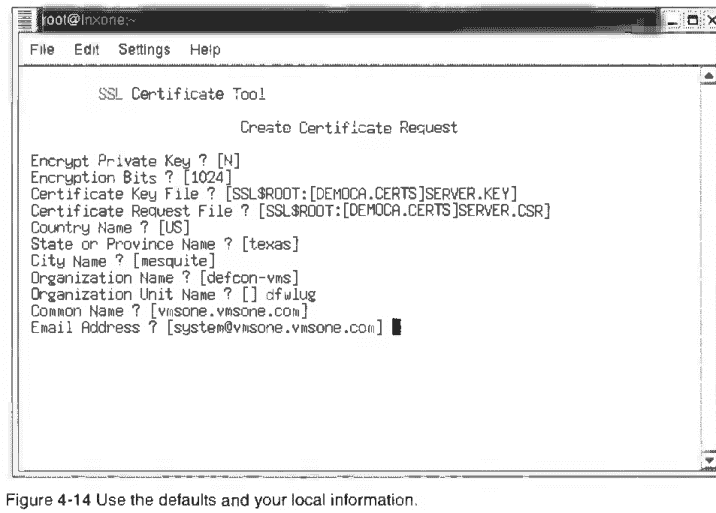 root@lnxone:~
File Edit Settings Help
SSL Certificate Tool
Create Certificate Request
Encrypt Private Key ? [N]
Encryption Bits ? [1024]
Certificate Key File ? [SSL$ROOT:[DEMOCA.CERTS]SERVER.KEY]
Certificate Request File ? [SSL$ROOT:[DEMOCA.CERTS]SERVER.CSR]
Country Name ? [US]
State or Province Name ? [texas]
City Name ? [mesquite]
Organization Name ? [defcon-vms]
Organization Unit Name ? [] dfwlug
Common Name ? [vmsone.vmsone.com]
Email Address ? [system@vmsone.vmsone.com]
Figure 4-14 Use the defaults and your local information.